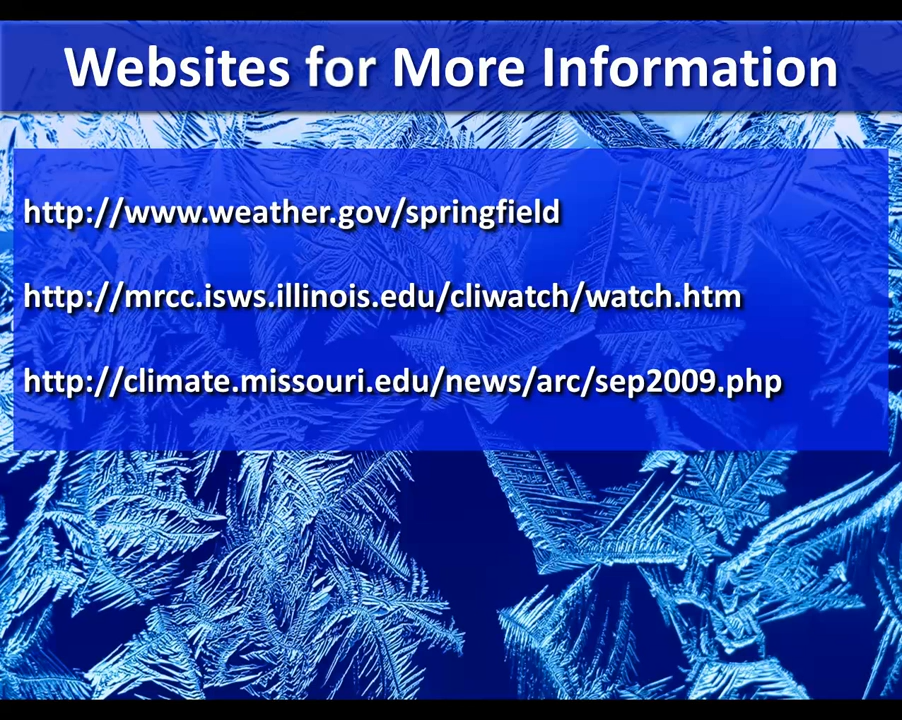 Websites for More Information
http://www.weather.gov/springfield
http://mrcc.isws.illinois.edu/cliwatch/watch.htm
http://climate.missouri.edu/news/arc/sep2009.php